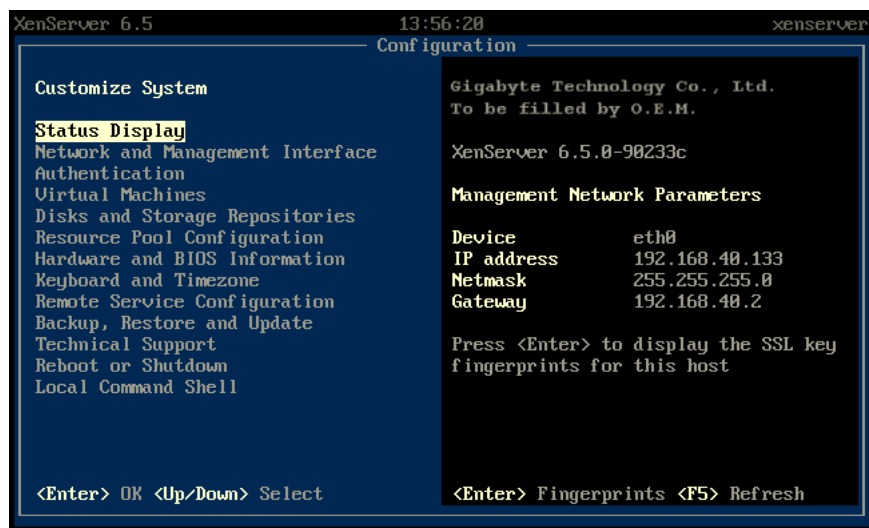 XenServer 6.5 13:56:20 xenserver
Configuration
Customize System
Status Display
Network and Management Interface
Authentication
Virtual Machines
Disks and Storage Repositories
Resource Pool Configuration
Hardware and BIOS Information
Keyboard and Timezone
Remote Service Configuration
Backup, Restore and Update
Technical Support
Reboot or Shutdown
Local Command Shell
<Enter> OK <Up/Down> Select
Gigabyte Technology Co., Ltd.
To be filled by O.E.M.
XenServer 6.5.0-90233c
Management Network Parameters
Device eth0
IP address 192.168.40.133
Netmask 255.255.255.0
Gateway 192.168.40.2
Press <Enter> to display the SSL key
fingerprints for this host
<Enter> Fingerprints <F5> Refresh